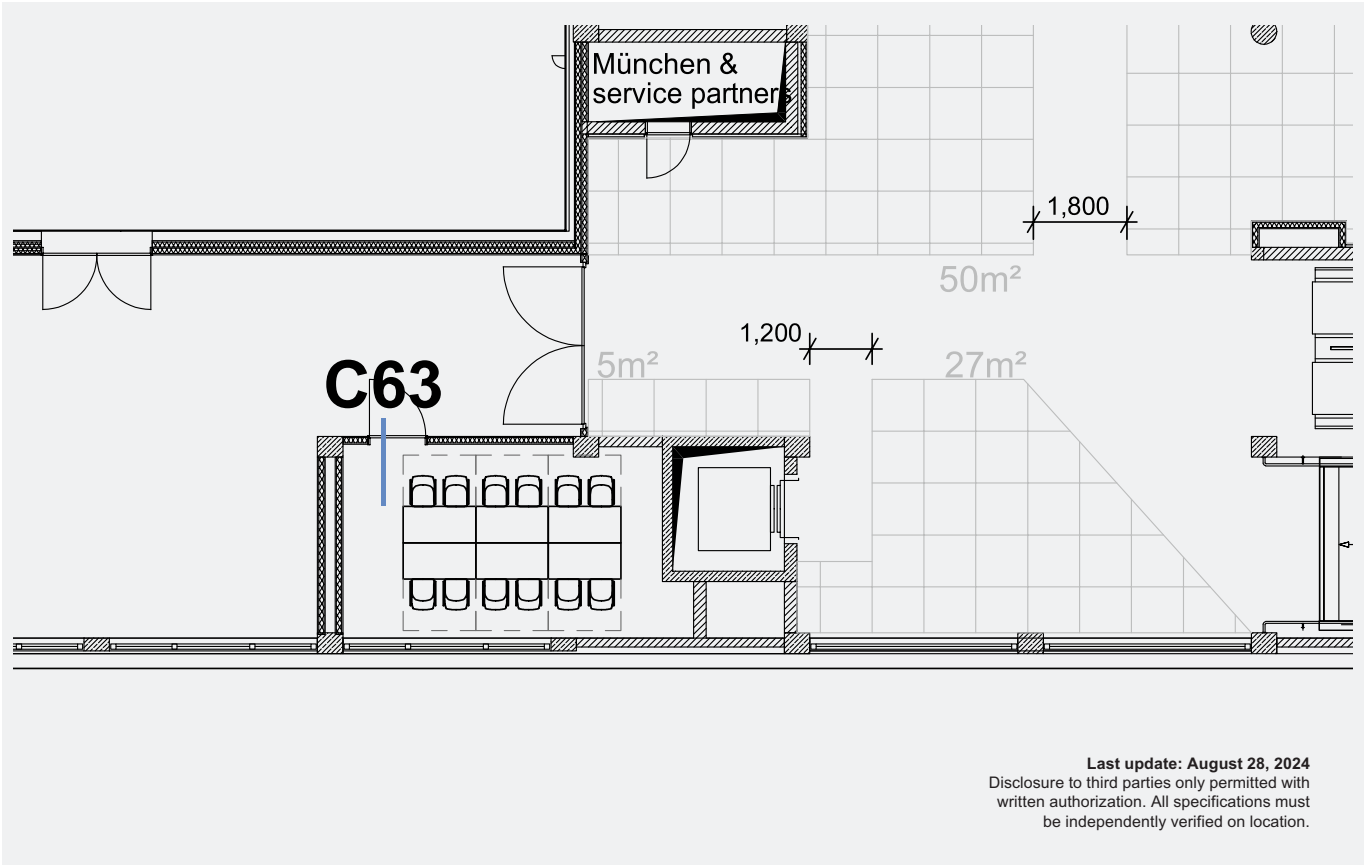 München &
service partners
1,800
50m²
1,200
5m²
27m²
C63
Last update: August 28, 2024
Disclosure to third parties only permitted with
written authorization. All specifications must
be independently verified on location.